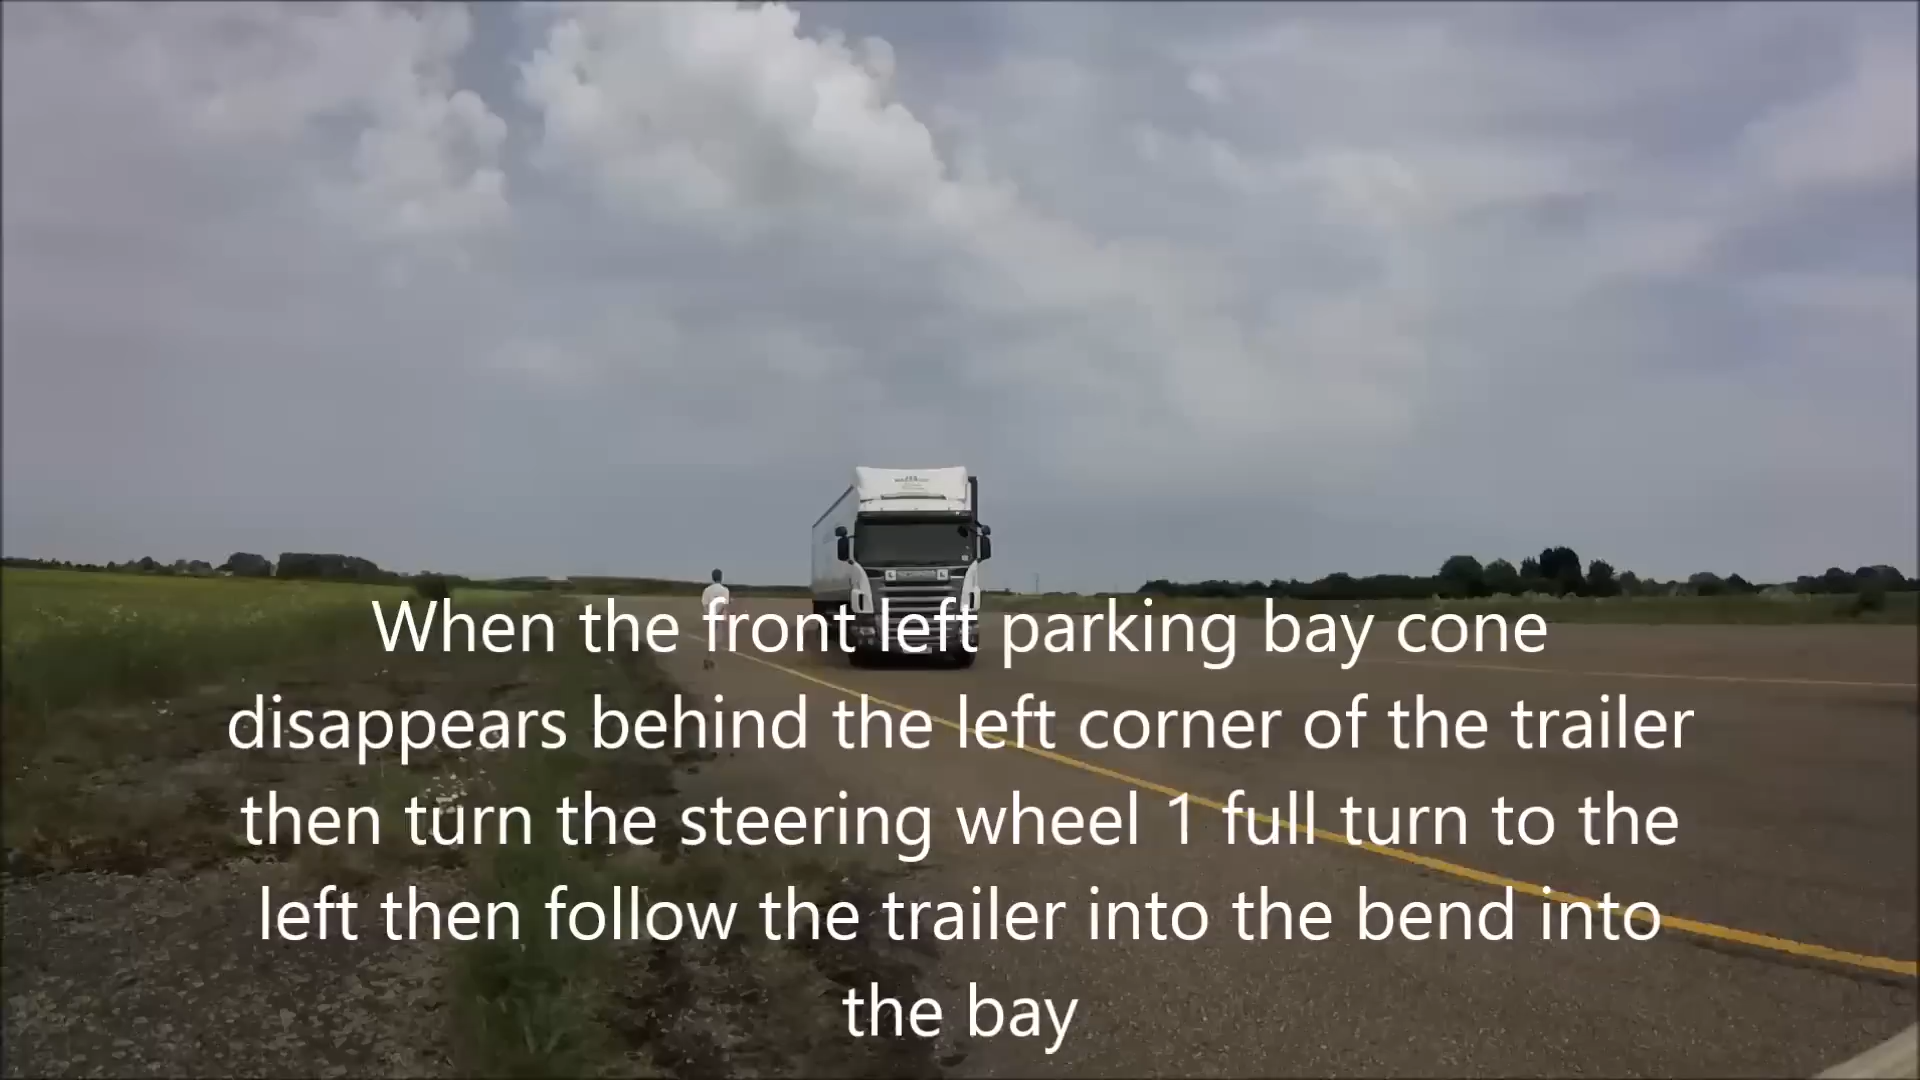 When the front left parking bay cone
disappears behind the left corner of the trailer
then turn the steering wheel 1 full turn to the
left then follow the trailer into the bend into
the bay